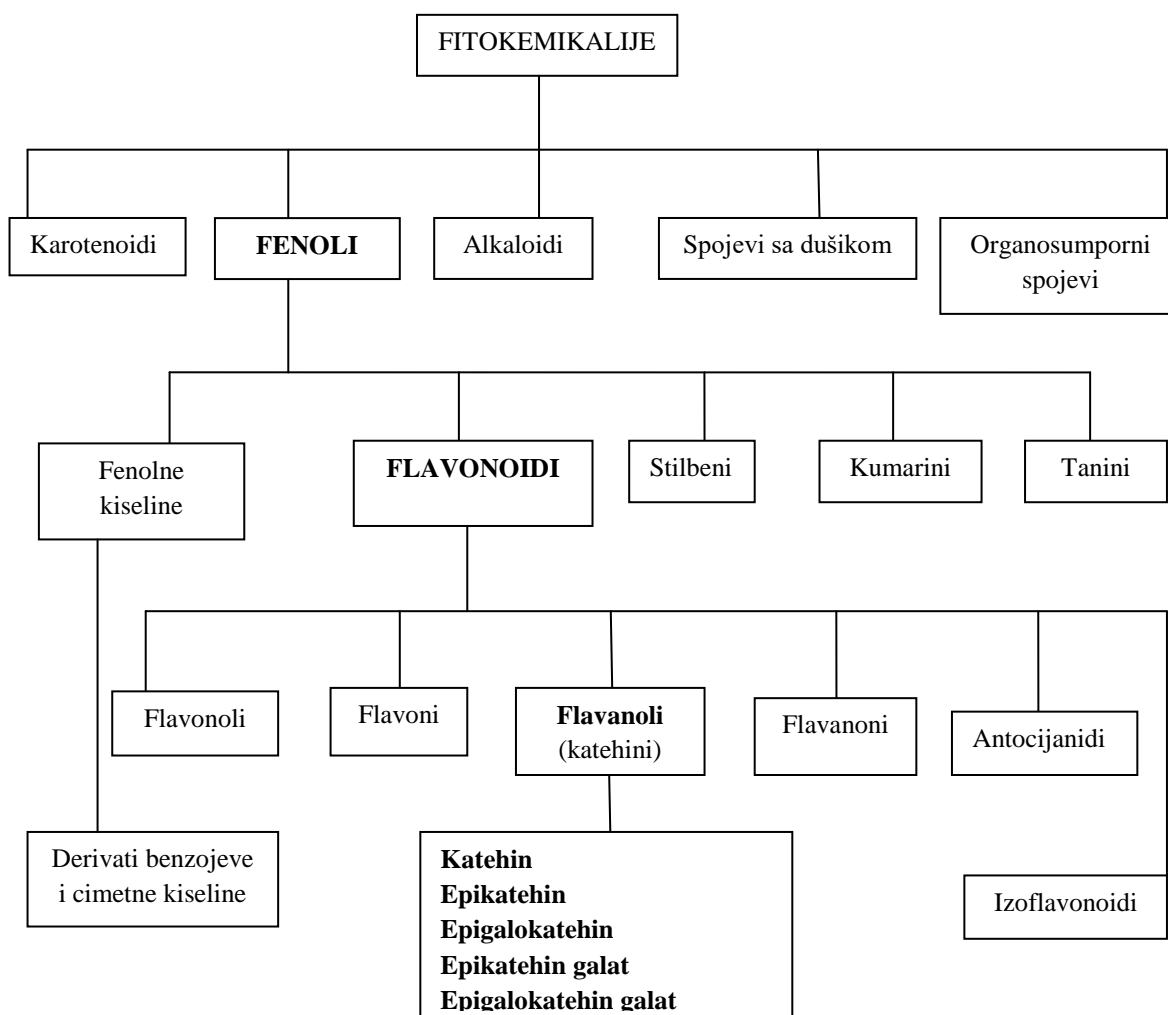 FITOKEMIKALIJE
Karotenoidi
FENOLI
Alkaloidi
Spojevi sa dušikom
Organosumporni
spojevi
Fenolne
kiseline
FLAVONOIDI
Stilbeni
Kumarini
Tanini
Flavonoli
Flavoni
Flavanoli
(katehini)
Flavanoni
Antocijanidi
Derivati benzojeve
i cimetne kiseline
Katehin
Epikatehin
Epigalokatehin
Epikatehin galat
Epigalokatehin galat
Izoflavonoidi